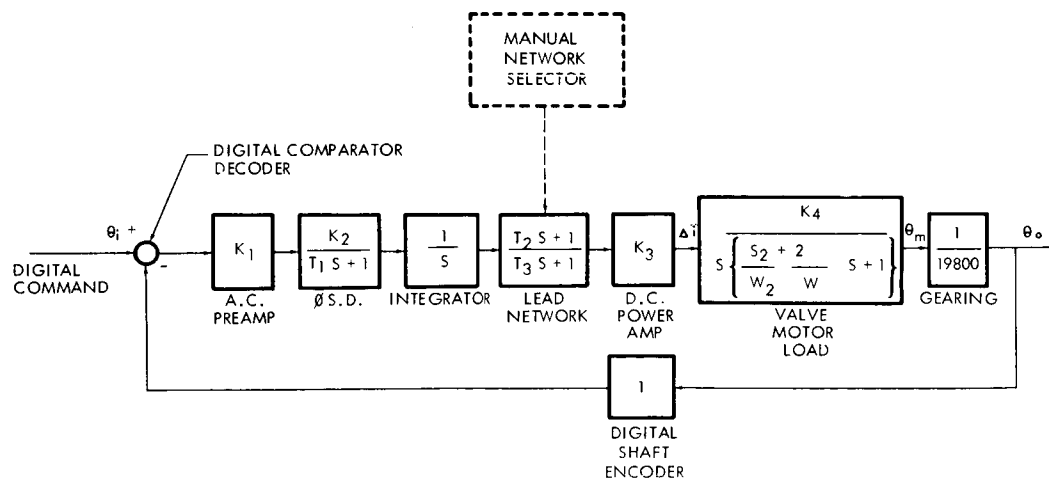 MANUAL
NETWORK
SELECTOR
DIGITAL COMPARATOR
DECODER
θi +
-
DIGITAL
COMMAND
K1
A.C.
PREAMP
K2
T1 S + 1
Ø S.D.
1
S
INTEGRATOR
T2 S + 1
T3 S + 1
LEAD
NETWORK
K3
D.C.
POWER
AMP
Δ
K4
S { S2 + 2 S + 1 }
W2 W
VALVE
MOTOR
LOAD
θm
1
19800
GEARING
θo
1
DIGITAL
SHAFT
ENCODER